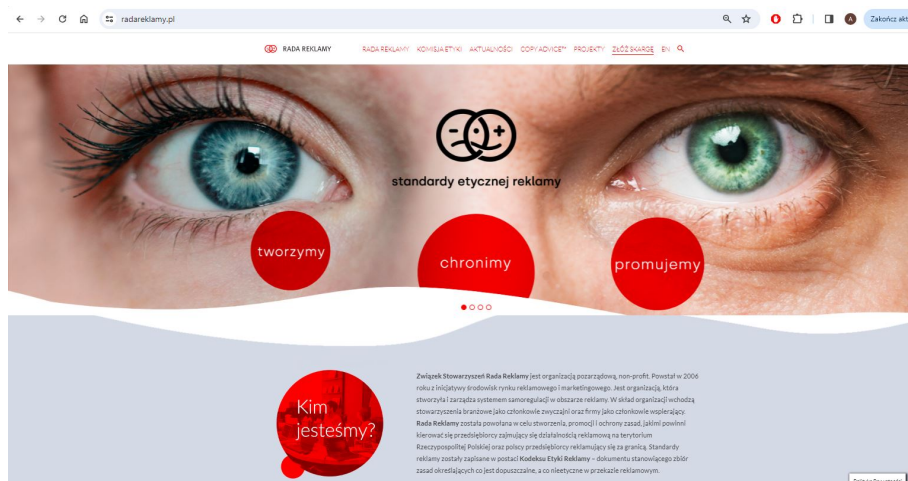 radareklamy.pl
Zakończ akt
RADA REKLAMY
RADA REKLAMY KOMISJA ETYKI AKTUALNOŚCI COPY ADVICE™ PROJEKTY ZŁÓŻ SKARGĘ EN
standardy etycznej reklamy
tworzymy
chronimy
promujemy
Kim
jesteśmy?
Związek Stowarzyszeń Rada Reklamy jest organizacją pozarządową, non-profit. Powstał w 2006
roku z inicjatywy środowisk rynku reklamowego i marketingowego. Jest organizacją, która
stworzyła i zarządza systemem samoregulacji w obszarze reklamy. W skład organizacji wchodzą
stowarzyszenia branżowe jako członkowie zwyczajni oraz firmy jako członkowie wspierający.
Rada Reklamy została powołana w celu stworzenia, promocji i ochrony zasad, jakimi powinni
kierować się przedsiębiorcy zajmujący się działalnością reklamową na terytorium
Rzeczypospolitej Polskiej oraz polscy przedsiębiorcy reklamujący się za granicą. Standardy
reklamy zostały zapisane w postaci Kodeksu Etyki Reklamy – dokumentu stanowiącego zbiór
zasad określających co jest dopuszczalne, a co nieetyczne w przekazie reklamowym.